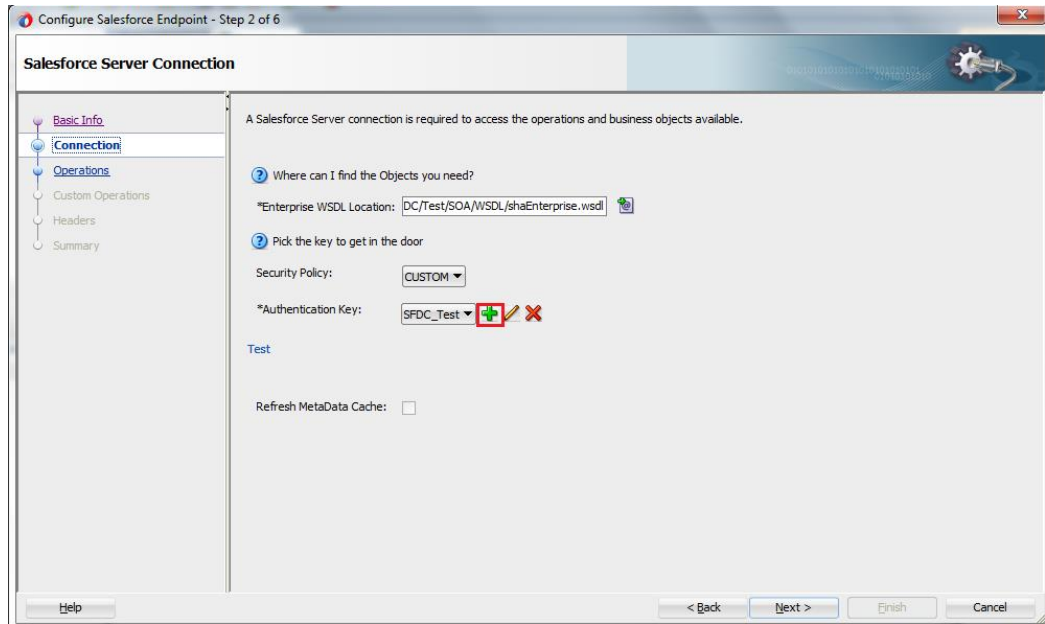 Configure Salesforce Endpoint - Step 2 of 6
Salesforce Server Connection
Basic Info
Connection
Operations
Custom Operations
Headers
Summary
A Salesforce Server connection is required to access the operations and business objects available.
Where can I find the Objects you need?
*Enterprise WSDL Location: DC/Test/SOA/WSDL/shaEnterprise.wsdl
Pick the key to get in the door
Security Policy: CUSTOM
*Authentication Key: SFDC_Test
Test
Refresh MetaData Cache:
Help
< Back Next > Finish Cancel